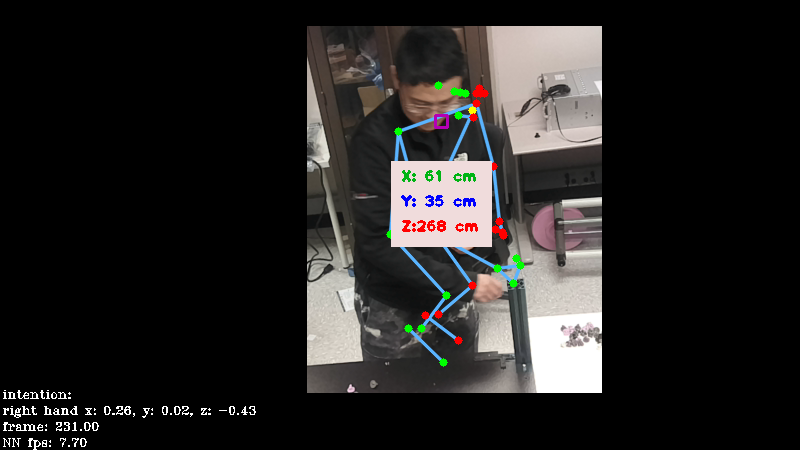 X: 61 cm
Y: 35 cm
Z:268 cm
intention:
right hand x: 0.26, y: 0.02, z: −0.43
frame: 231.00
NN fps: 7.70